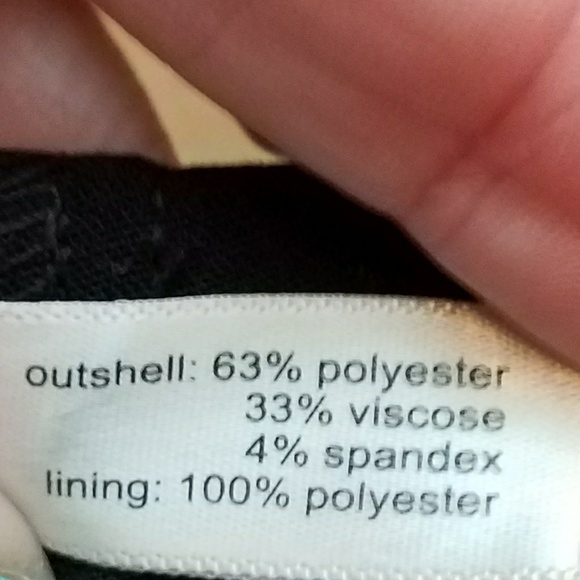 outshell: 63% polyester
33% viscose
4% spandex
lining: 100% polyester